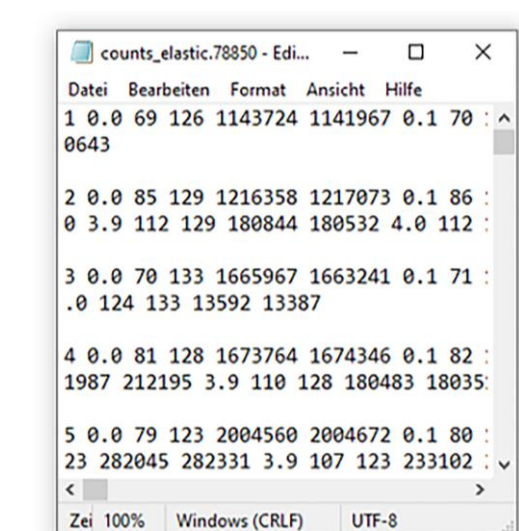 counts_elastic.78850 - Edi...
Datei Bearbeiten Format Ansicht Hilfe
1 0.0 69 126 1143724 1141967 0.1 70
0643
2 0.0 85 129 1216358 1217073 0.1 86
0 3.9 112 129 180844 180532 4.0 112
3 0.0 70 133 1665967 1663241 0.1 71
.0 124 133 13592 13387
4 0.0 81 128 1673764 1674346 0.1 82
1987 212195 3.9 110 128 180483 18035
5 0.0 79 123 2004560 2004672 0.1 80
23 282045 282331 3.9 107 123 233102
Zei 100% Windows (CRLF) UTF-8